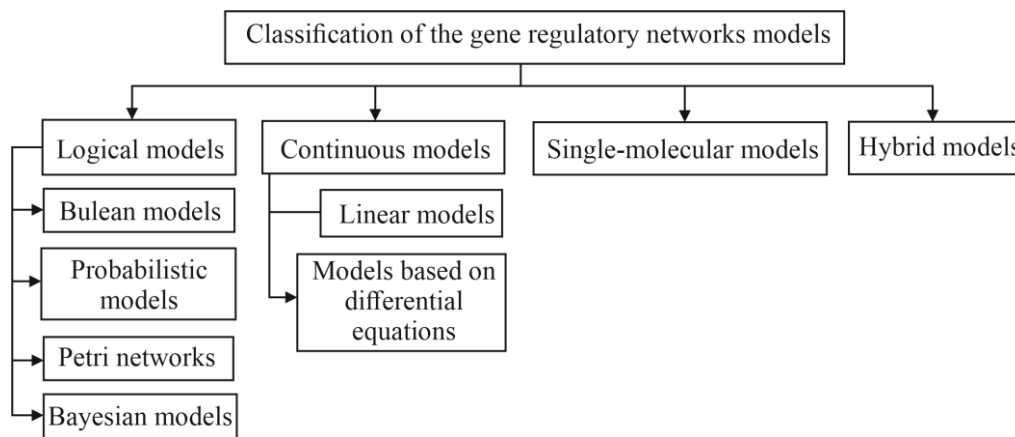 Classification of the gene regulatory networks models
Logical models
Continuous models
Single-molecular models
Hybrid models
Bulean models
Probabilistic
models
Petri networks
Bayesian models
Linear models
Models based on
differential
equations